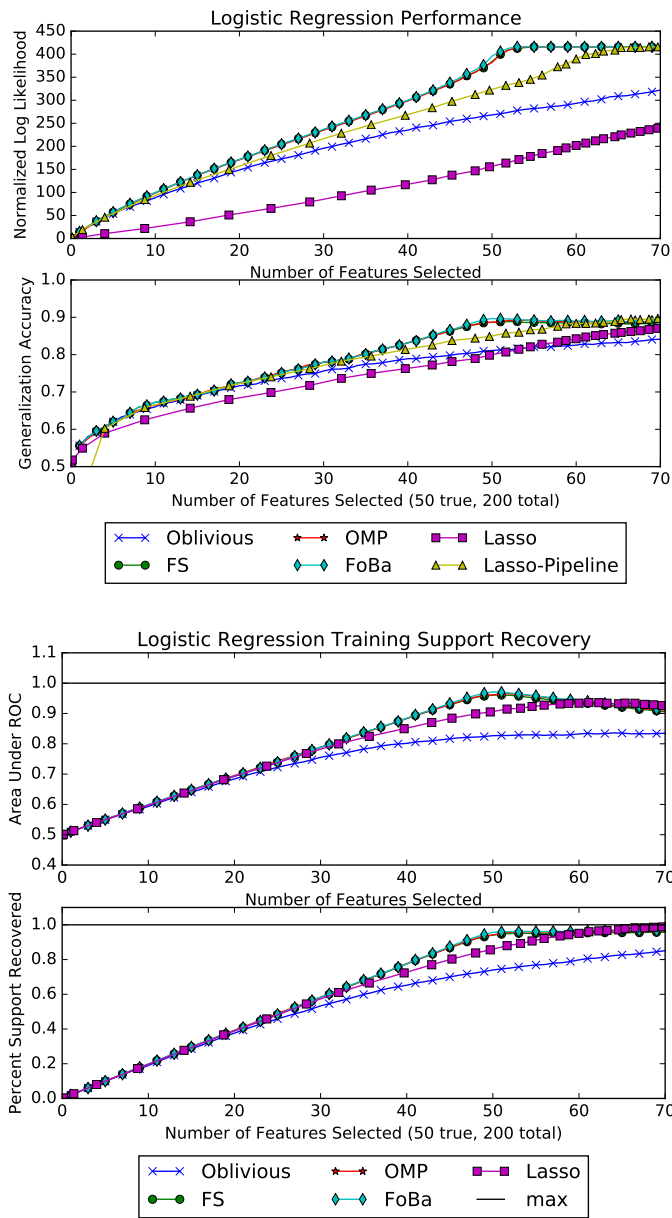 Logistic Regression Performance
Normalized Log Likelihood
450
400
350
300
250
200
150
100
50
0
0 10 20 30 40 50 60 70
Number of Features Selected
Generalization Accuracy
1.0
0.9
0.8
0.7
0.6
0.5
0 10 20 30 40 50 60 70
Number of Features Selected (50 true, 200 total)
Oblivious OMP Lasso
FS FoBa Lasso-Pipeline
Logistic Regression Training Support Recovery
Area Under ROC
1.1
1.0
0.9
0.8
0.7
0.6
0.5
0.4
0 10 20 30 40 50 60 70
Number of Features Selected
Percent Support Recovered
1.0
0.8
0.6
0.4
0.2
0.0
0 10 20 30 40 50 60 70
Number of Features Selected (50 true, 200 total)
Oblivious OMP Lasso
FS FoBa max